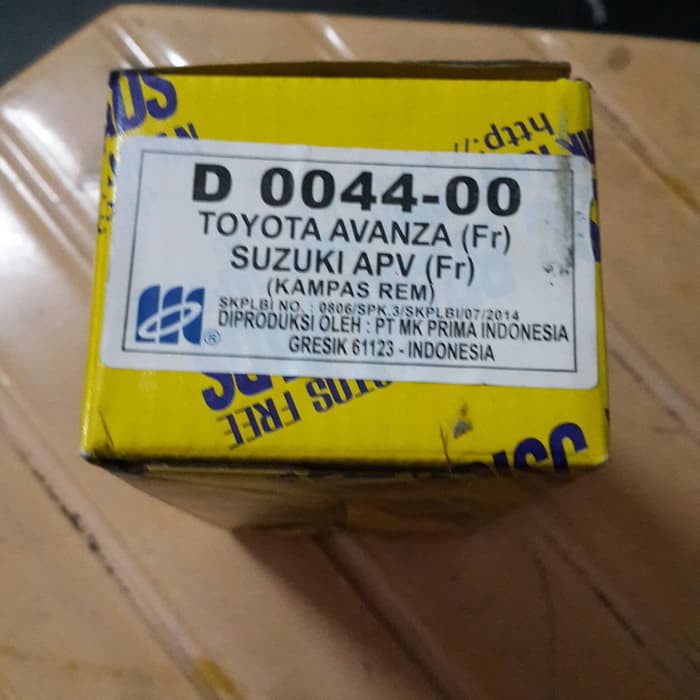 http://
D 0044-00
TOYOTA AVANZA (Fr)
SUZUKI APV (Fr)
(KAMPAS REM)
SKPLBI NO. : 0806/SPK.3/SKPLBI/07/2014
DIPRODUKSI OLEH : PT MK PRIMA INDONESIA
GRESIK 61123 - INDONESIA
®
FREE